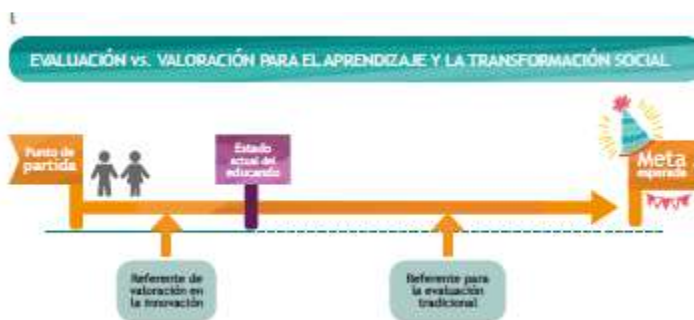 EVALUACIÓN vs. VALORACIÓN PARA EL APRENDIZAJE Y LA TRANSFORMACIÓN SOCIAL
Punto de
partida
Estado
actual del
educando
Meta
esperada
Referente de
valoración en
la innovación
Referente para
la evaluación
tradicional